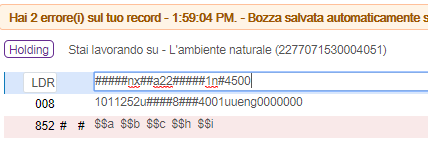 Hai 2 errore(i) sul tuo record - 1:59:04 PM. - Bozza salvata automaticamente s
Holding Stai lavorando su - L'ambiente naturale (2277071530004051)
LDR #####nx##a22#####1n#4500
008 1011252u####8###4001uueng0000000
852 # # $$a $$b $$c $$h $$i